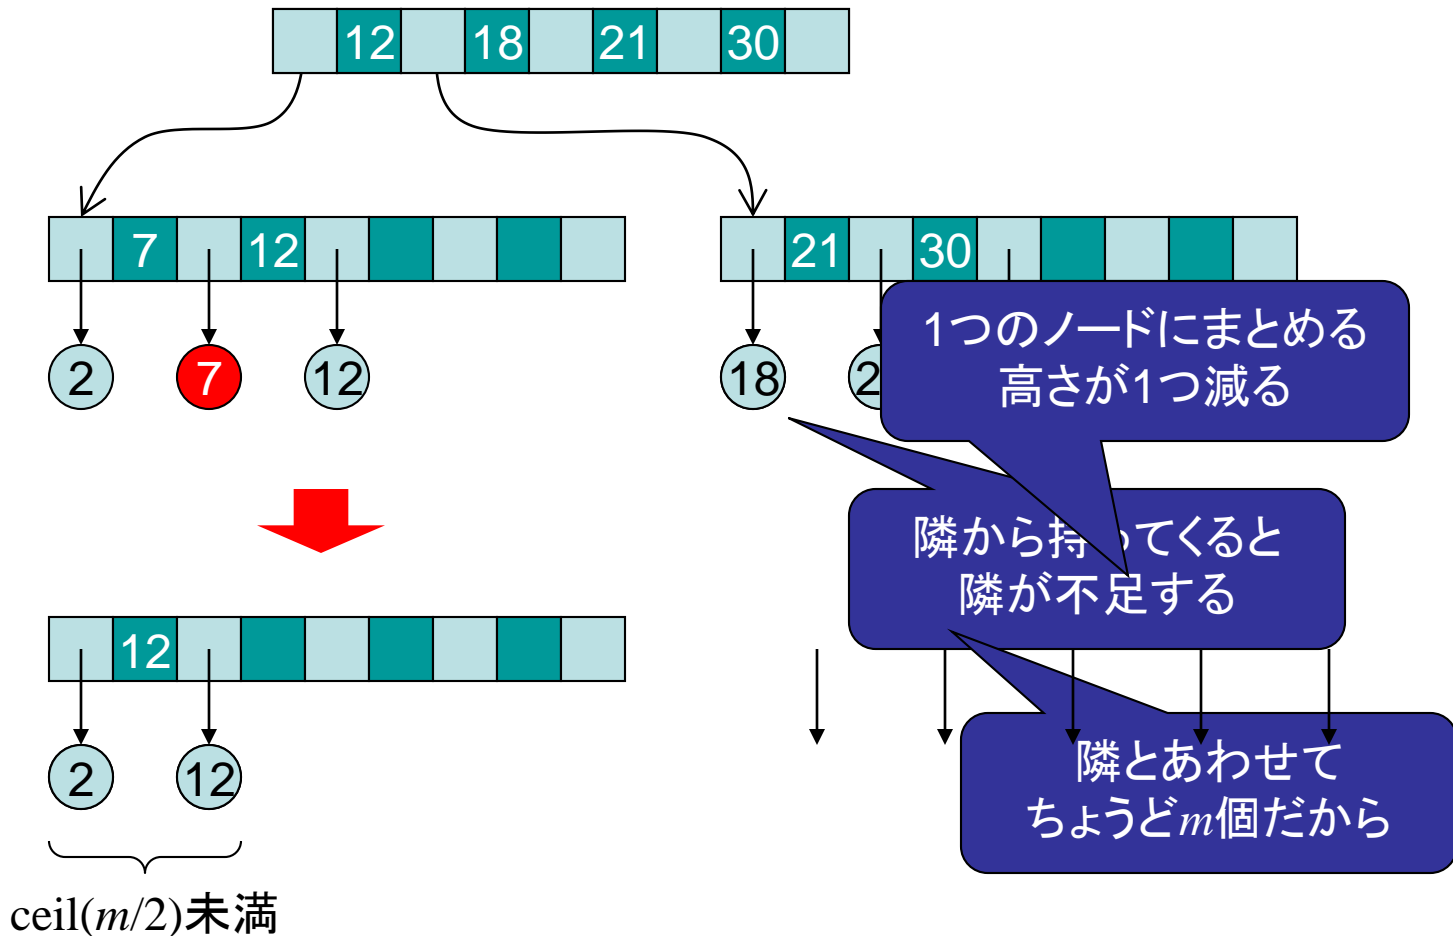 12 18 21 30
7 12
21 30
2 7 12
18 2
1つのノードにまとめる
高さが1つ減る
隣から持ってくると
隣が不足する
12
2 12
隣とあわせて
ちょうどm個だから
ceil(m/2)未満